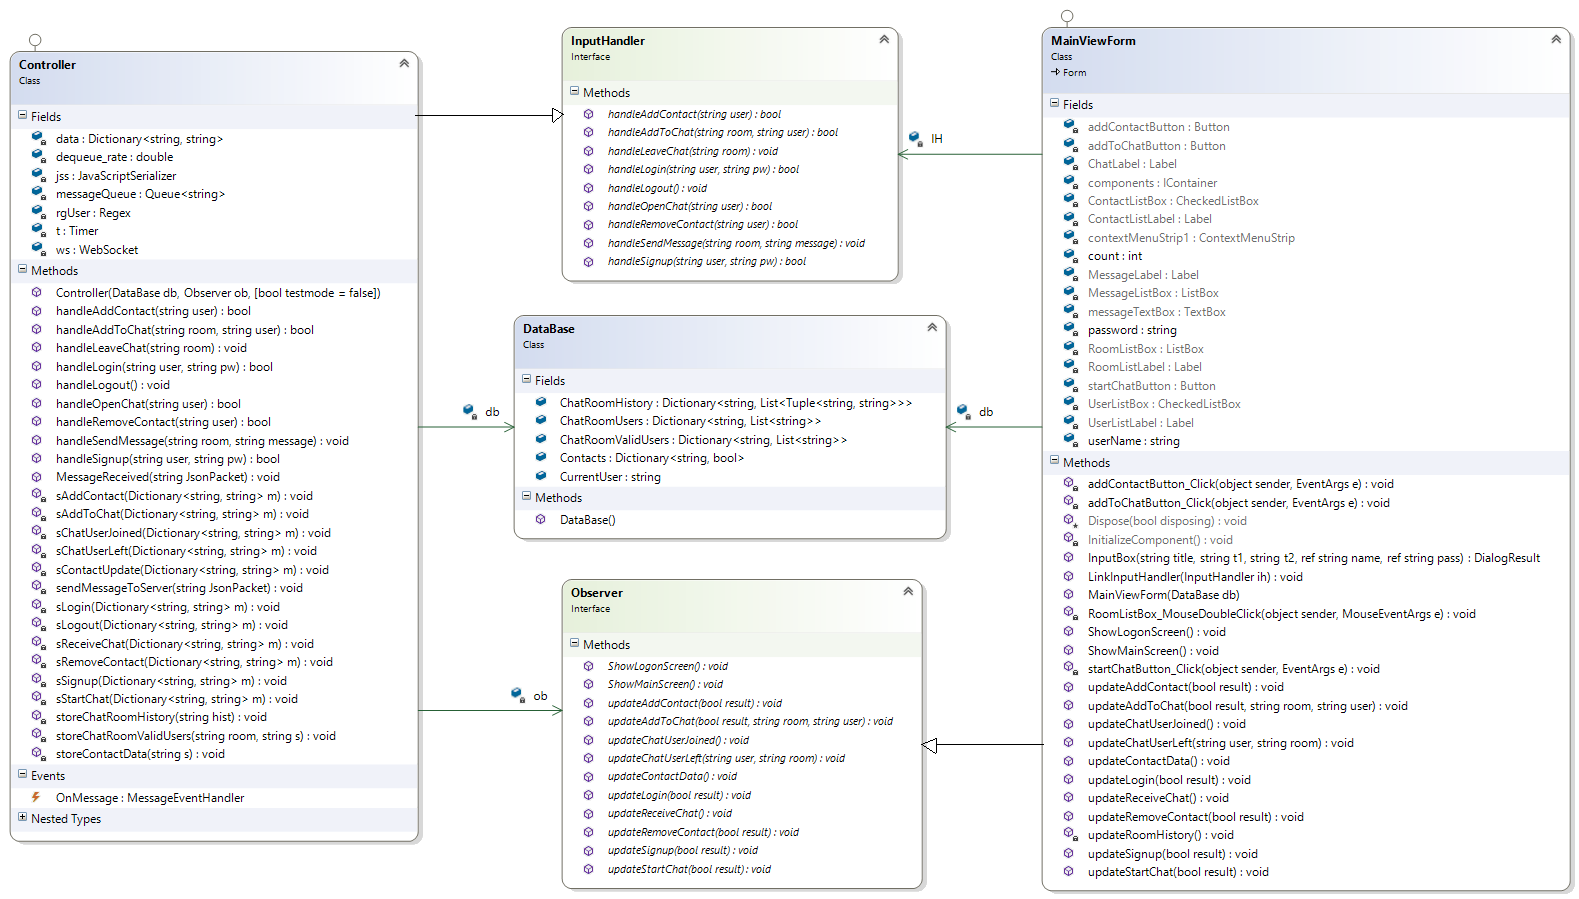 Controller
Class
Fields
data : Dictionary<string, string>
dequeue_rate : double
jss : JavaScriptSerializer
messageQueue : Queue<string>
rgUser : Regex
t : Timer
ws : WebSocket
Methods
Controller(DataBase db, Observer ob, [bool testmode = false])
handleAddContact(string user) : bool
handleAddToChat(string room, string user) : bool
handleLeaveChat(string room) : void
handleLogin(string user, string pw) : bool
handleLogout() : void
handleOpenChat(string user) : bool
handleRemoveContact(string user) : bool
handleSendMessage(string room, string message) : void
handleSignup(string user, string pw) : bool
MessageReceived(string JsonPacket) : void
sAddContact(Dictionary<string, string> m) : void
sAddToChat(Dictionary<string, string> m) : void
sChatUserJoined(Dictionary<string, string> m) : void
sChatUserLeft(Dictionary<string, string> m) : void
sContactUpdate(Dictionary<string, string> m) : void
sendMessageToServer(string JsonPacket) : void
sLogin(Dictionary<string, string> m) : void
sLogout(Dictionary<string, string> m) : void
sReceiveChat(Dictionary<string, string> m) : void
sRemoveContact(Dictionary<string, string> m) : void
sSignup(Dictionary<string, string> m) : void
sStartChat(Dictionary<string, string> m) : void
storeChatRoomHistory(string hist) : void
storeChatRoomValidUsers(string room, string s) : void
storeContactData(string s) : void
Events
OnMessage : MessageEventHandler
Nested Types
InputHandler
Interface
Methods
handleAddContact(string user) : bool
handleAddToChat(string room, string user) : bool
handleLeaveChat(string room) : void
handleLogin(string user, string pw) : bool
handleLogout() : void
handleOpenChat(string user) : bool
handleRemoveContact(string user) : bool
handleSendMessage(string room, string message) : void
handleSignup(string user, string pw) : bool
IH
db
DataBase
Class
Fields
ChatRoomHistory : Dictionary<string, List<Tuple<string, string>>>
ChatRoomUsers : Dictionary<string, List<string>>
ChatRoomValidUsers : Dictionary<string, List<string>>
Contacts : Dictionary<string, bool>
CurrentUser : string
Methods
DataBase()
db
ob
Observer
Interface
Methods
ShowLogonScreen() : void
ShowMainScreen() : void
updateAddContact(bool result) : void
updateAddToChat(bool result, string room, string user) : void
updateChatUserJoined() : void
updateChatUserLeft(string user, string room) : void
updateContactData() : void
updateLogin(bool result) : void
updateReceiveChat() : void
updateRemoveContact(bool result) : void
updateSignup(bool result) : void
updateStartChat(bool result) : void
MainViewForm
Class
Form
Fields
addContactButton : Button
addToChatButton : Button
ChatLabel : Label
components : IContainer
ContactListBox : CheckedListBox
ContactListLabel : Label
contextMenuStrip1 : ContextMenuStrip
count : int
MessageLabel : Label
MessageListBox : ListBox
messageTextBox : TextBox
password : string
RoomListBox : ListBox
RoomListLabel : Label
startChatButton : Button
UserListBox : CheckedListBox
UserListLabel : Label
userName : string
Methods
addContactButton_Click(object sender, EventArgs e) : void
addToChatButton_Click(object sender, EventArgs e) : void
Dispose(bool disposing) : void
InitializeComponent() : void
InputBox(string title, string t1, string t2, ref string name, ref string pass) : DialogResult
LinkInputHandler(InputHandler ih) : void
MainViewForm(DataBase db)
RoomListBox_MouseDoubleClick(object sender, MouseEventArgs e) : void
ShowLogonScreen() : void
ShowMainScreen() : void
startChatButton_Click(object sender, EventArgs e) : void
updateAddContact(bool result) : void
updateAddToChat(bool result, string room, string user) : void
updateChatUserJoined() : void
updateChatUserLeft(string user, string room) : void
updateContactData() : void
updateLogin(bool result) : void
updateReceiveChat() : void
updateRemoveContact(bool result) : void
updateRoomHistory() : void
updateSignup(bool result) : void
updateStartChat(bool result) : void